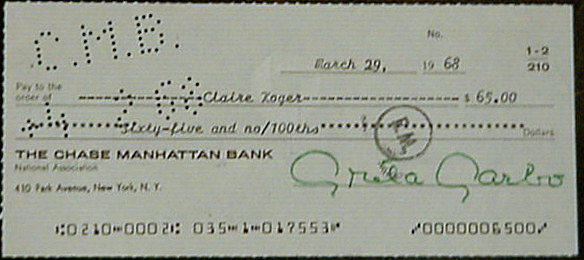 C.M.B.
No.
March 29, 1968
1-2
210
Pay to the
order of Claire Koger $ 65.00
Sixty-five and no/100ths Dollars
THE CHASE MANHATTAN BANK
National Association
410 Park Avenue, New York, N. Y.
Greta Garbo
⑆0210⑉0002⑆ 035⑉1⑉017553⑈ ⑇0000006500⑇